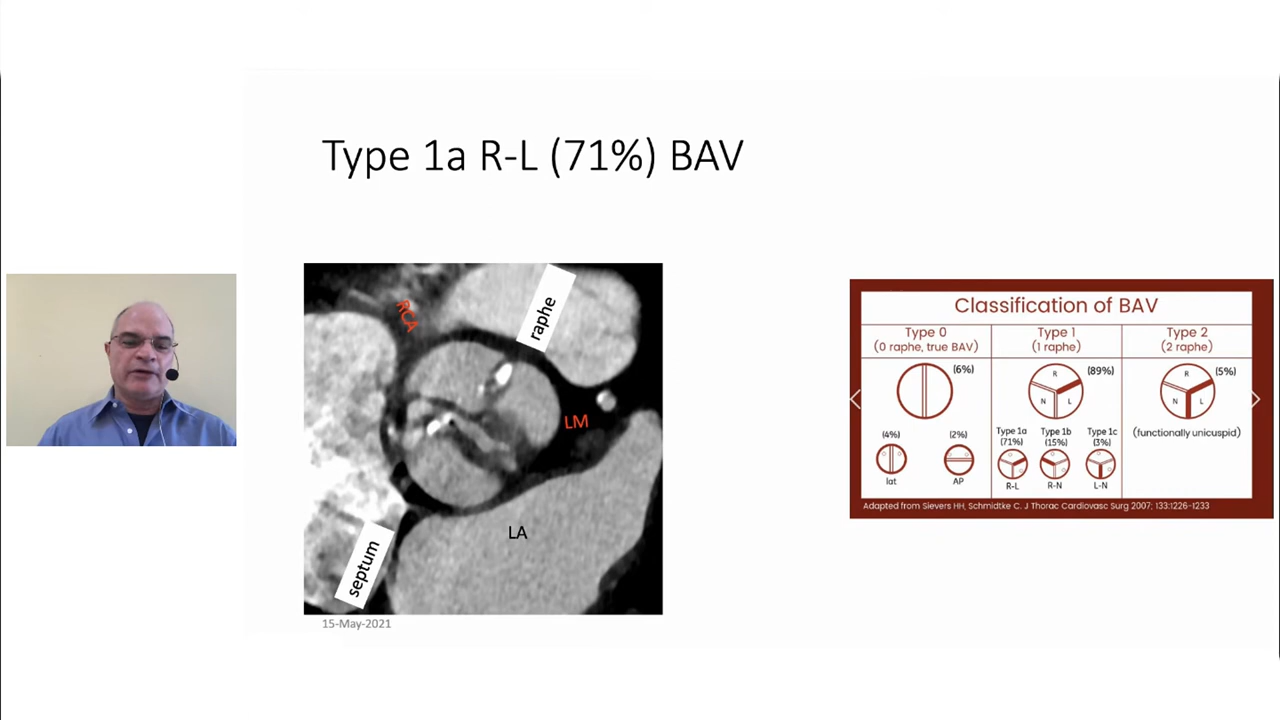 Type 1a R-L (71%) BAV
RCA
raphe
LM
LA
septum
15-May-2021
Classification of BAV
Type 0
(0 raphe, true BAV)
(6%)
(4%)
(2%)
lat
AP
Type 1
(1 raphe)
(89%)
R
N
L
Type 1a
(71%)
R-L
Type 1b
(15%)
R-N
Type 1c
(3%)
L-N
Type 2
(2 raphe)
(5%)
R
N
L
(functionally unicuspid)
Adapted from Sievers HH, Schmidtke C. J Thorac Cardiovasc Surg 2007; 133:1226-1233